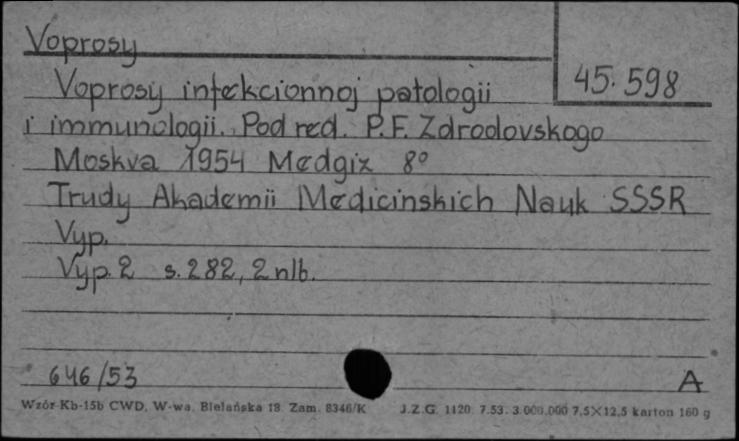 Voprosy
45.598
Voprosy infekcionnoj patologii
i immunologii. Pod red. P.F. Zdrodovskogo
Moskva 1954 Medgiz 8°
Trudy Akademii Medicinskich Nauk SSSR
Vyp.
Vyp. 2 s. 282, 2 nlb.
646/53 A
Wzór Kb-15b CWD, W-wa, Bielańska 18. Zam. 8346/K J.Z.G. 1120. 7.53. 3.000.000 7,5×12,5 karton 160 g